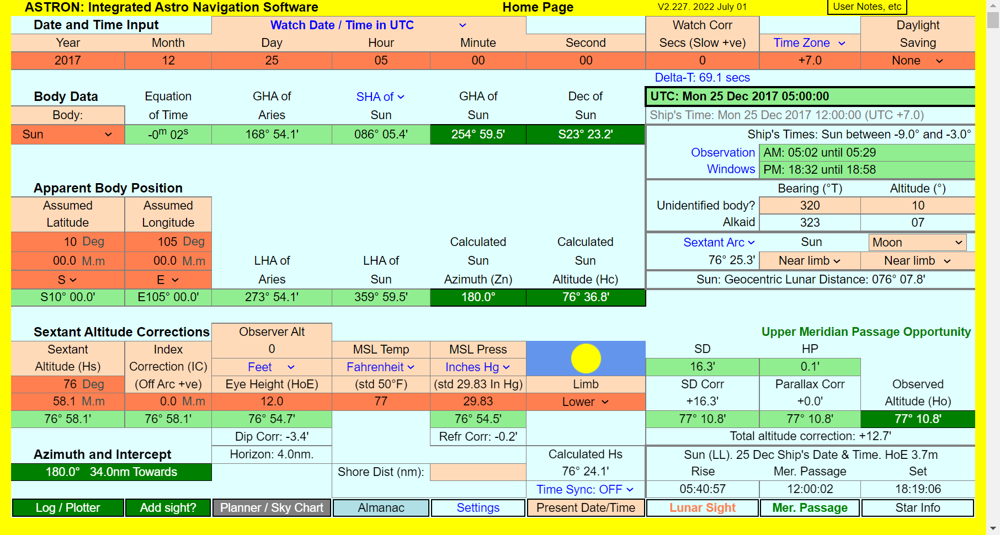 ASTRON: Integrated Astro Navigation Software Home Page V2.227. 2022 July 01 User Notes, etc
Date and Time Input Watch Date / Time in UTC Watch Corr Daylight
Year Month Day Hour Minute Second Secs (Slow +ve) Time Zone Saving
2017 12 25 05 00 00 0 +7.0 None
Delta-T: 69.1 secs
Body Data Equation GHA of SHA of GHA of Dec of UTC: Mon 25 Dec 2017 05:00:00
Body: of Time Aries Sun Sun Sun Ship's Time: Mon 25 Dec 2017 12:00:00 (UTC +7.0)
Sun -0m 02s 168° 54.1' 086° 05.4' 254° 59.5' S23° 23.2' Ship's Times: Sun between -9.0° and -3.0°
Observation AM: 05:02 until 05:29
Windows PM: 18:32 until 18:58
Apparent Body Position Bearing (°T) Altitude (°)
Assumed Assumed Unidentified body? 320 10
Latitude Longitude Alkaid 323 07
10 Deg 105 Deg Calculated Calculated Sextant Arc Sun Moon
00.0 M.m 00.0 M.m LHA of LHA of Sun Sun 76° 25.3' Near limb Near limb
S E Aries Sun Azimuth (Zn) Altitude (Hc) Sun: Geocentric Lunar Distance: 076° 07.8'
S10° 00.0' E105° 00.0' 273° 54.1' 359° 59.5' 180.0° 76° 36.8'
Sextant Altitude Corrections Observer Alt Upper Meridian Passage Opportunity
Sextant Index 0 MSL Temp MSL Press SD HP
Altitude (Hs) Correction (IC) Feet Fahrenheit Inches Hg 16.3' 0.1'
76 Deg (Off Arc +ve) Eye Height (HoE) (std 50°F) (std 29.83 In Hg) Limb SD Corr Parallax Corr Observed
58.1 M.m 0.0 M.m 12.0 77 29.83 Lower +16.3' +0.0' Altitude (Ho)
76° 58.1' 76° 58.1' 76° 54.7' 76° 54.5' 77° 10.8' 77° 10.8' 77° 10.8'
Dip Corr: -3.4' Refr Corr: -0.2' Total altitude correction: +12.7'
Azimuth and Intercept Horizon: 4.0nm. Calculated Hs Sun (LL). 25 Dec Ship's Date & Time. HoE 3.7m
180.0° 34.0nm Towards Shore Dist (nm): 76° 24.1' Rise Mer. Passage Set
Time Sync: OFF 05:40:57 12:00:02 18:19:06
Log / Plotter Add sight? Planner / Sky Chart Almanac Settings Present Date/Time Lunar Sight Mer. Passage Star Info